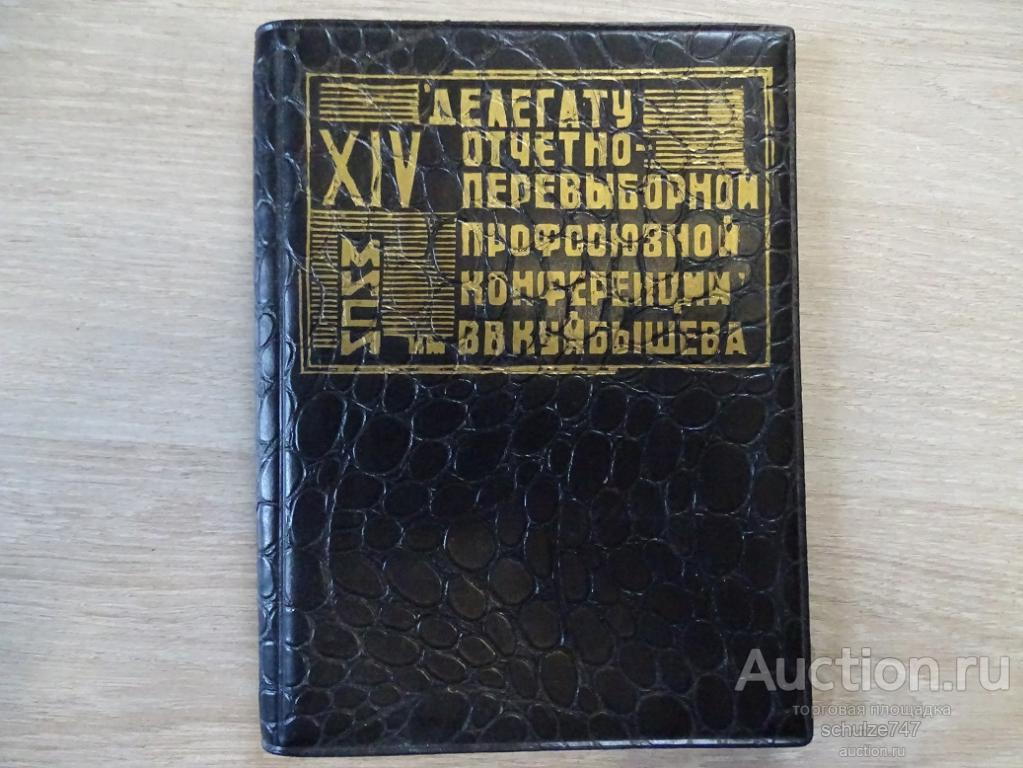 ДЕЛЕГАТУ
XIV ОТЧЕТНО-
ПЕРЕВЫБОРНОЙ
ПРОФСОЮЗНОЙ
КОНФЕРЕНЦИИ
МИСИ им. В В КУЙБЫШЕВА
Auction.ru
торговая площадка
schulze747
auction.ru